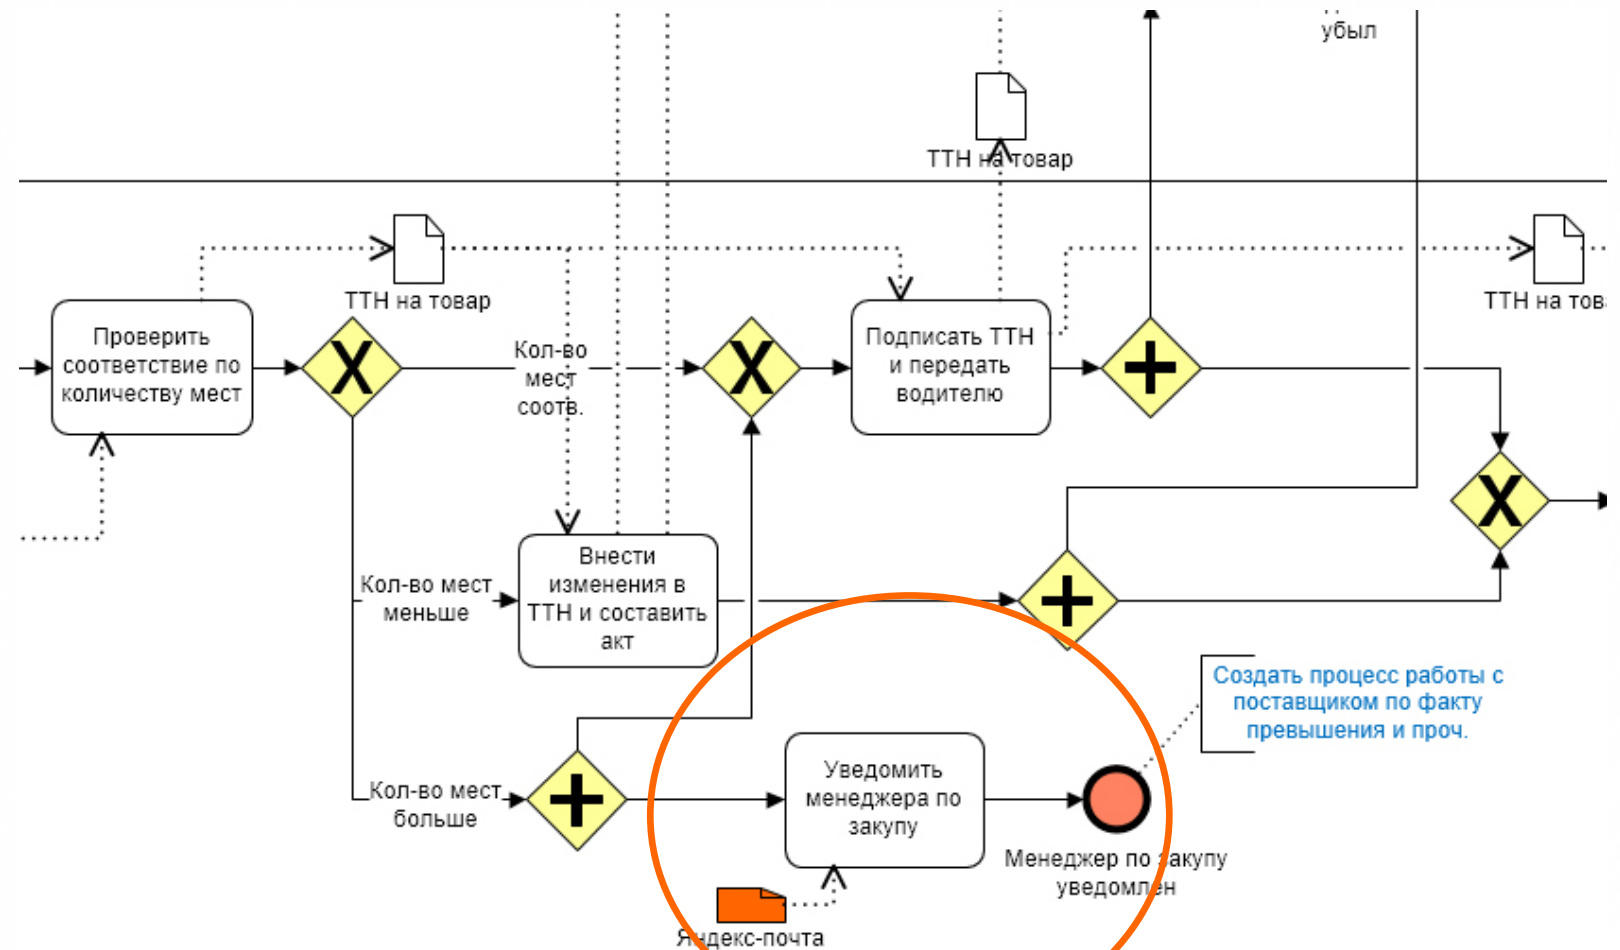 убыл
ТТН на товар
ТТН на товар
ТТН на тов
Проверить
соответствие по
количеству мест
Кол-во
мест
соотв.
Подписать ТТН
и передать
водителю
Кол-во мест
меньше
Внести
изменения в
ТТН и составить
акт
Создать процесс работы с
поставщиком по факту
превышения и проч.
Кол-во мест
больше
Уведомить
менеджера по
закупу
Менеджер по закупу
уведомлен
Яндекс-почта